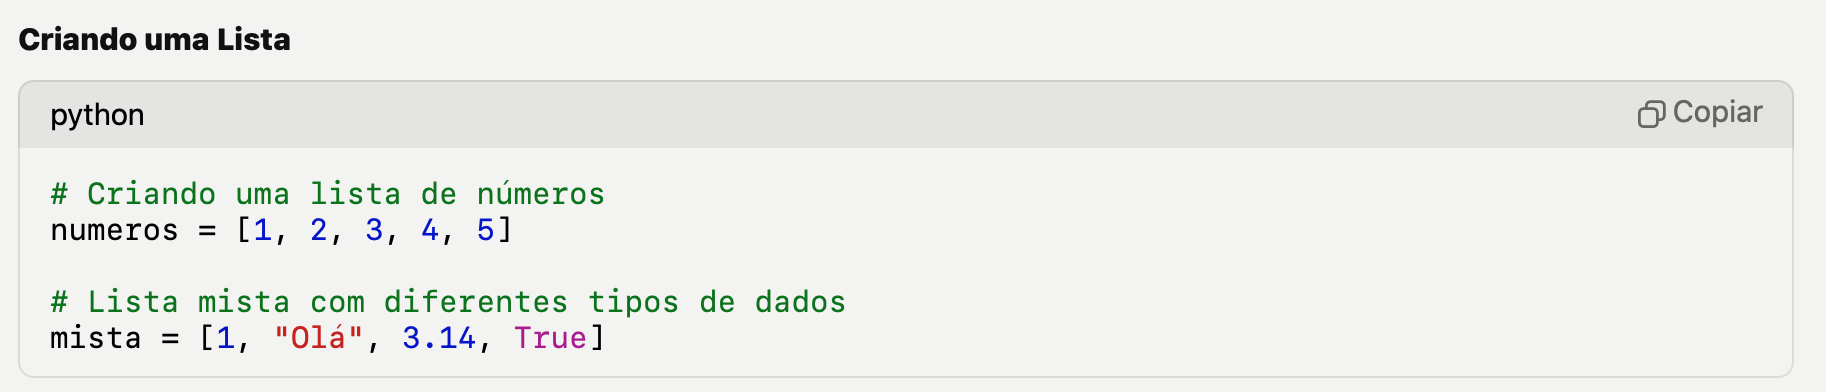 Criando uma Lista
python
Copiar
# Criando uma lista de números
numeros = [1, 2, 3, 4, 5]
# Lista mista com diferentes tipos de dados
mista = [1, "Olá", 3.14, True]